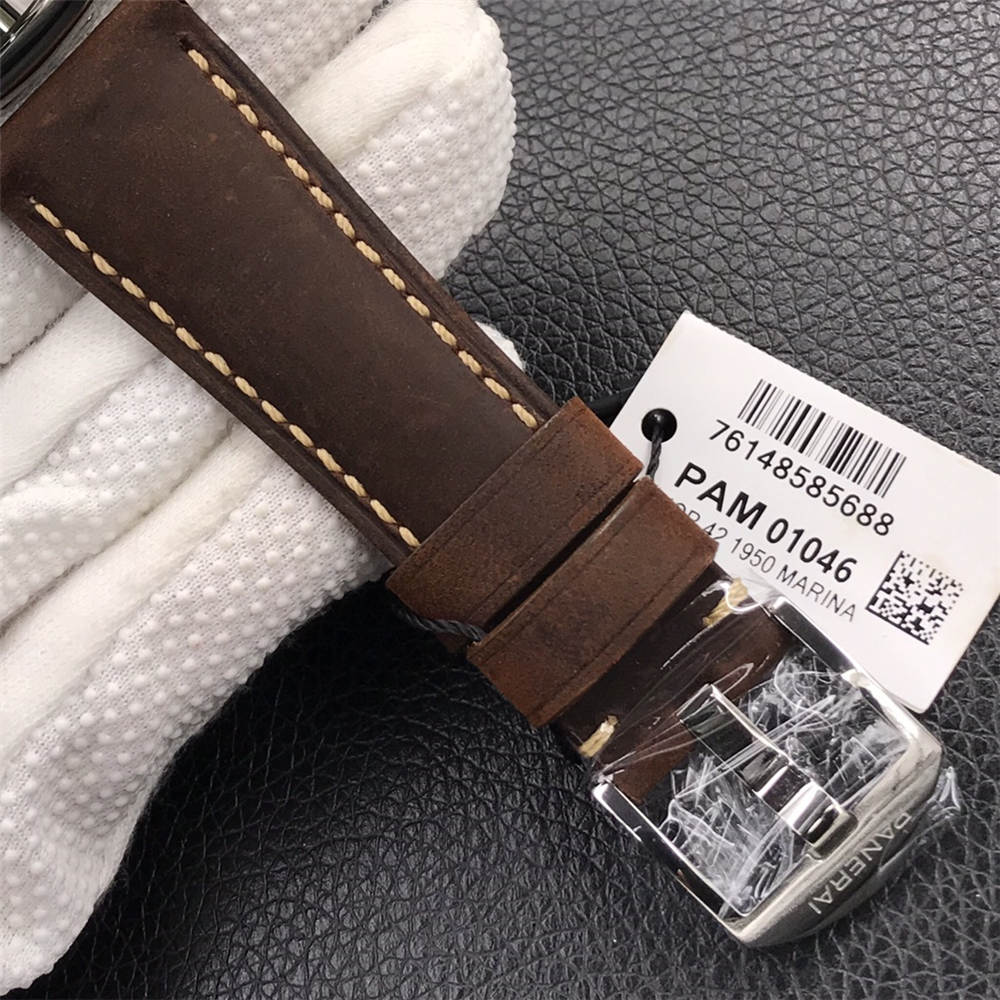 76148585688
PAM 01046
42 1950 MARINA
PANERAI